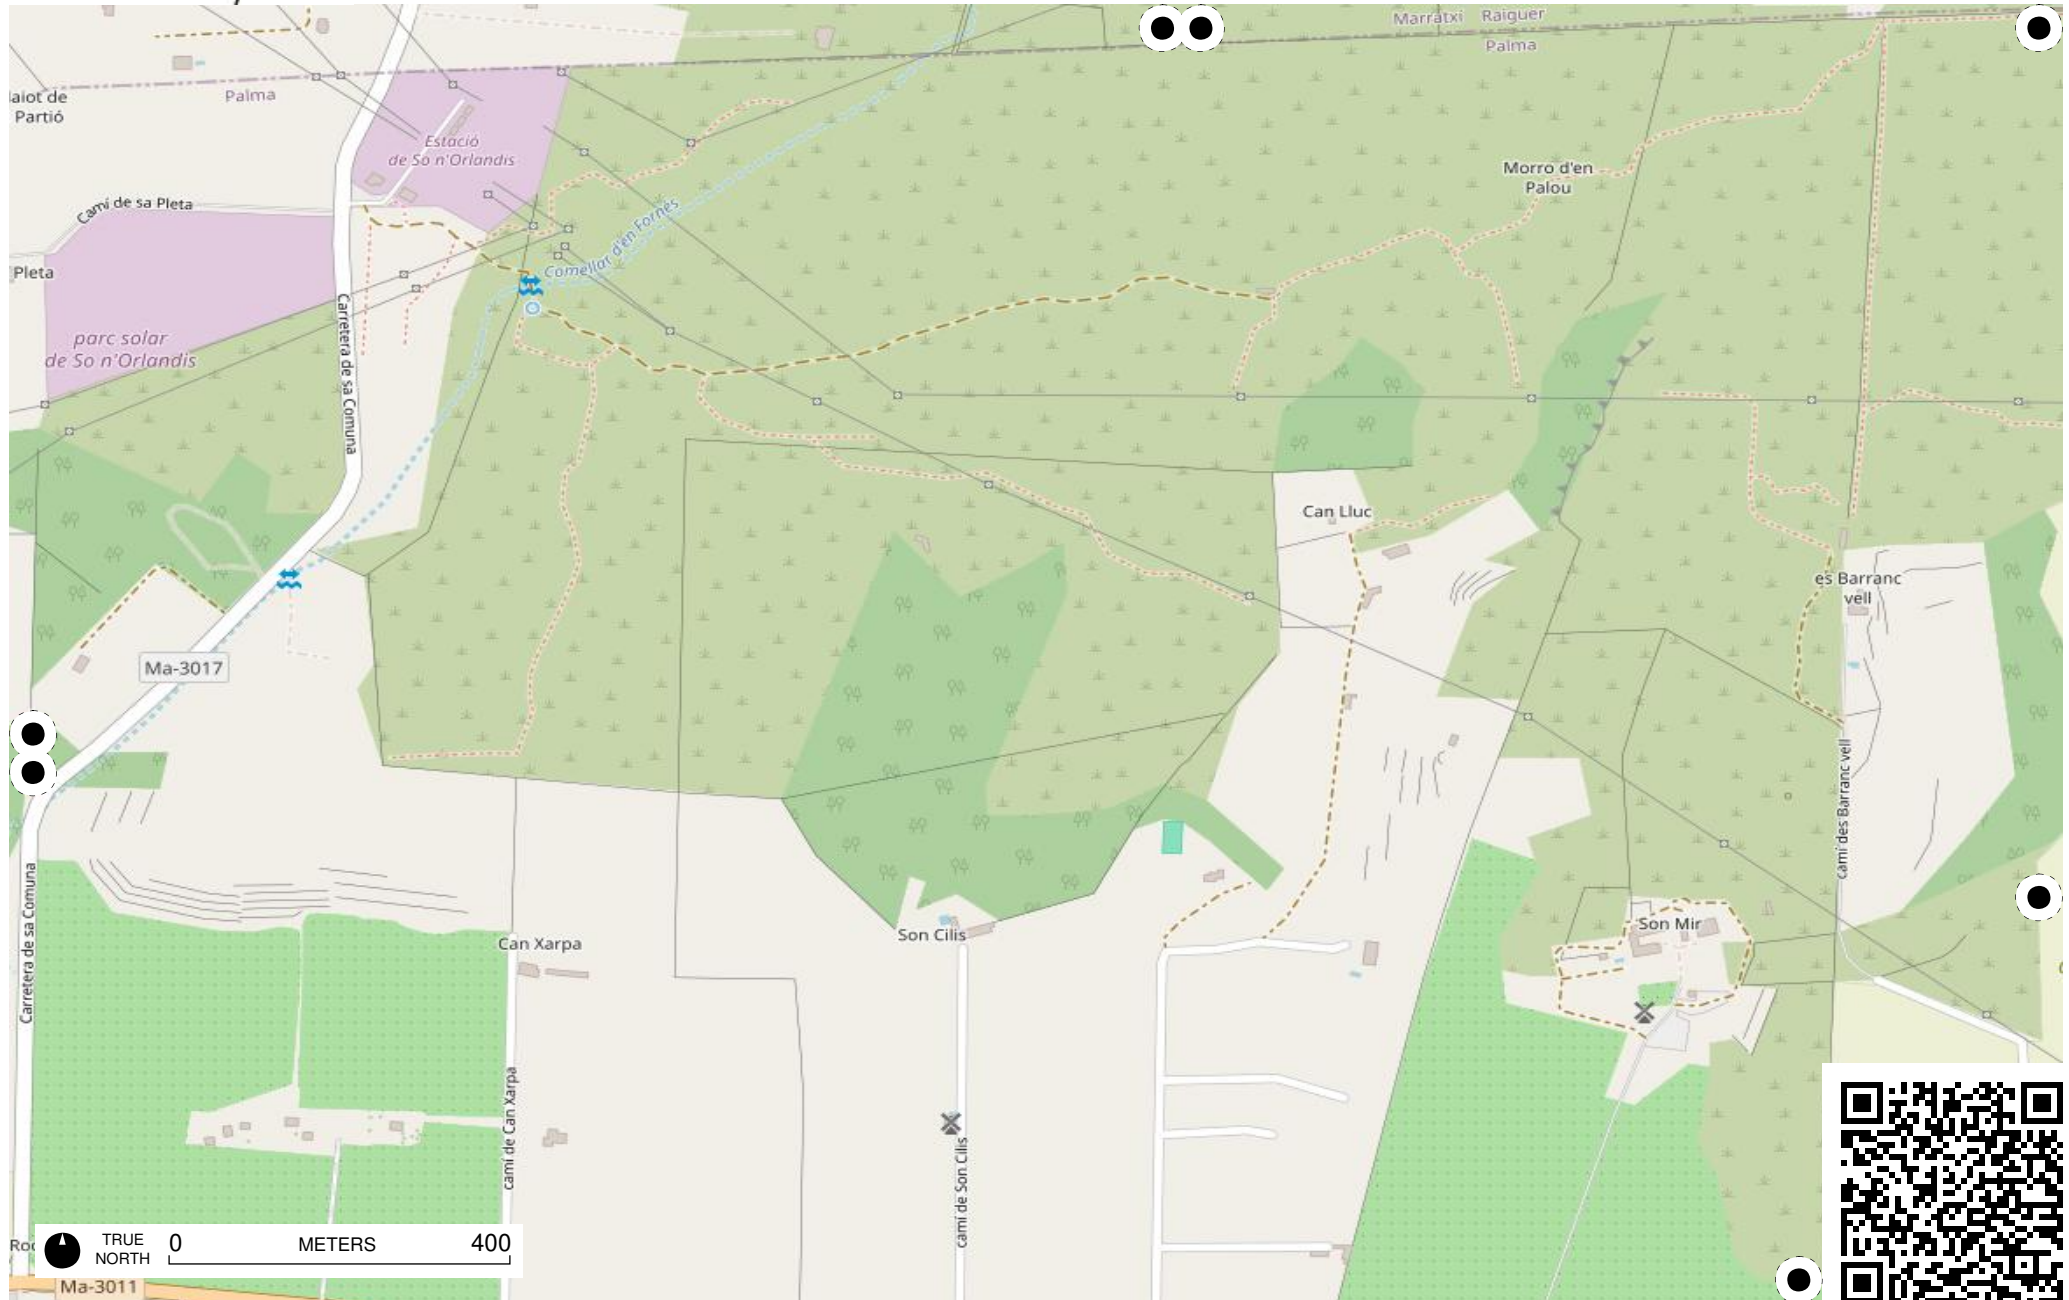 Marratxí Raiguer
Palma
Palma
Partió
Estació
de So n'Orlandis
Morro d'en
Palou
Camí de sa Pleta
Comellar d'en Fornés
Pleta
parc solar
de So n'Orlandis
Carretera de sa Comuna
Can Lluc
es Barranc
vell
Ma-3017
camí des Barranc vell
Carretera de sa Comuna
Son Cilis
Can Xarpa
Son Mir
camí de Can Xarpa
camí de Son Cilis
TRUE
NORTH
0 METERS 400
Ma-3011